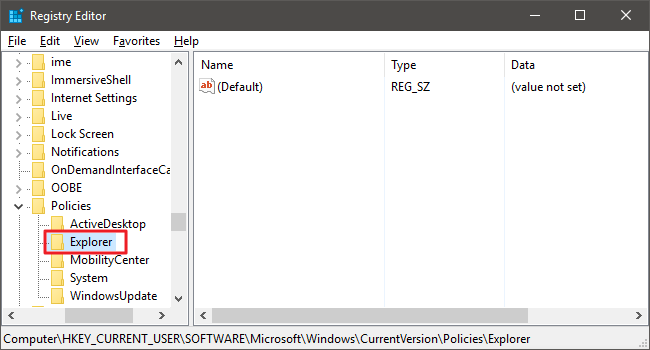 Registry Editor
File Edit View Favorites Help
ime
ImmersiveShell
Internet Settings
Live
Lock Screen
Notifications
OnDemandInterfaceCa
OOBE
Policies
ActiveDesktop
Explorer
MobilityCenter
System
WindowsUpdate
Name Type Data
ab (Default) REG_SZ (value not set)
Computer\HKEY_CURRENT_USER\SOFTWARE\Microsoft\Windows\CurrentVersion\Policies\Explorer